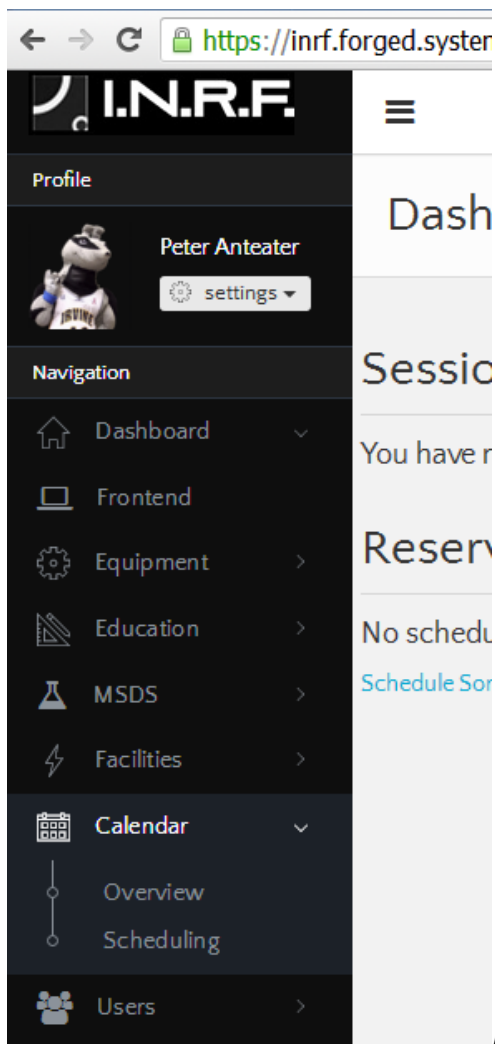 https://inrf.forged.system
I.N.R.F.
Profile
Dash
Peter Anteater
settings
Navigation
Sessio
Dashboard
You have r
Frontend
Reserv
Equipment
Education
No schedu
MSDS
Schedule Sor
Facilities
Calendar
Overview
Scheduling
Users